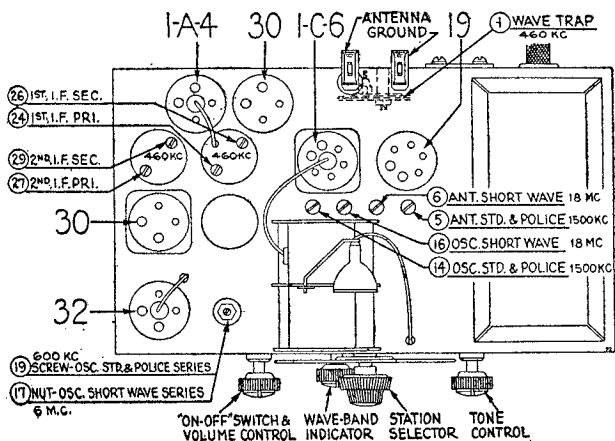 1-A-4
30
ANTENNA
GROUND
19
1 WAVE TRAP
460 KC
1-C-6
26 1ST. I.F. SEC.
24 1ST. I.F. PRI.
29 2ND. I.F. SEC.
27 2ND. I.F. PRI.
460KC
460KC
30
32
6 ANT. SHORT WAVE 18 MC
5 ANT. STD. & POLICE 1500KC
16 OSC. SHORT WAVE 18 MC
14 OSC. STD. & POLICE 1500KC
600 KC
19 SCREW-OSC. STD. & POLICE SERIES
17 NUT-OSC. SHORT WAVE SERIES
6 M.C.
"ON-OFF" SWITCH &
VOLUME CONTROL
WAVE-BAND
INDICATOR
STATION
SELECTOR
TONE
CONTROL